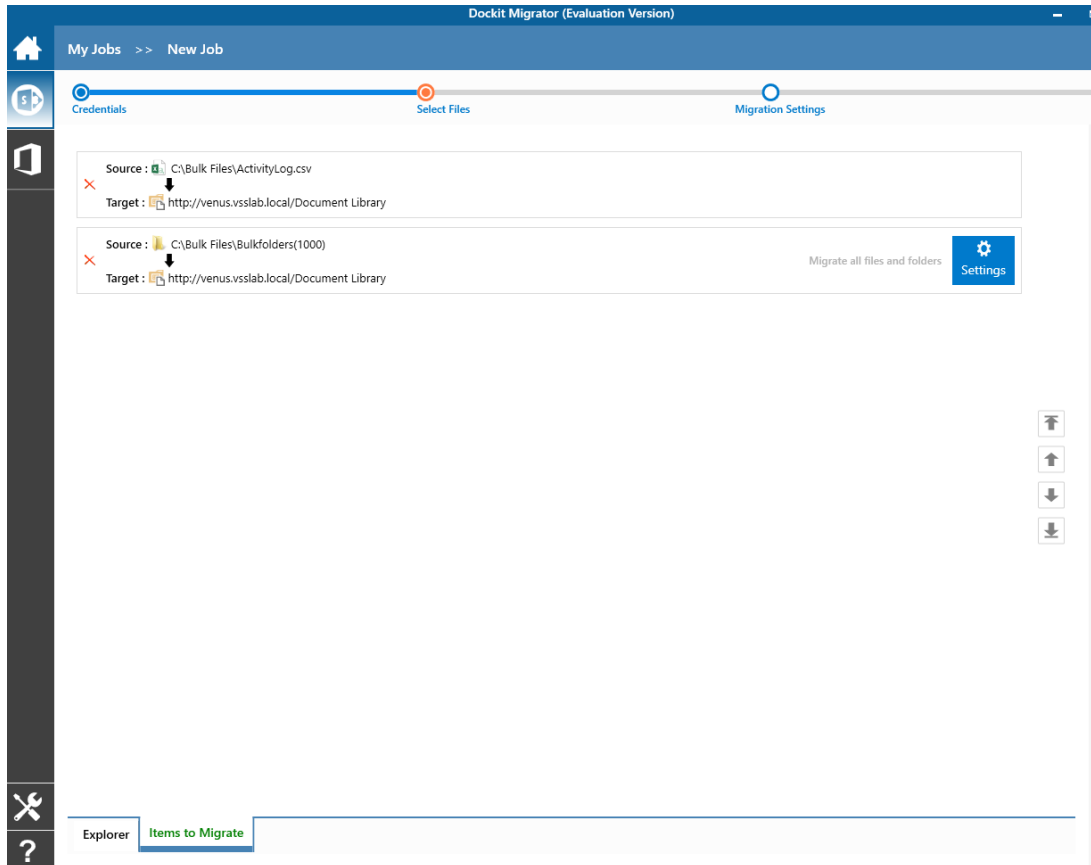 Dockit Migrator (Evaluation Version)
My Jobs >> New Job
Credentials
Select Files
Migration Settings
Source : C:\Bulk Files\ActivityLog.csv
Target : http://venus.vsslab.local/Document Library
Source : C:\Bulk Files\Bulkfolders(1000)
Target : http://venus.vsslab.local/Document Library
Migrate all files and folders
Settings
Explorer
Items to Migrate